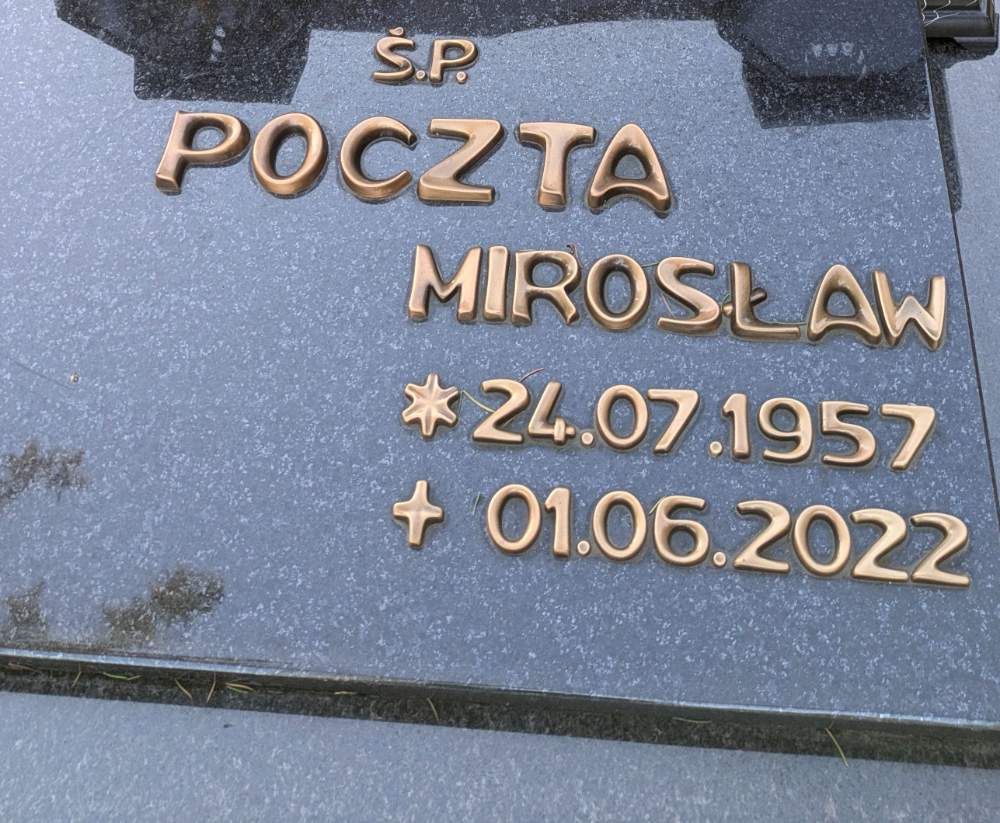 Ś.P.
POCZTA
MIROSŁAW
* 24.07.1957
+ 01.06.2022